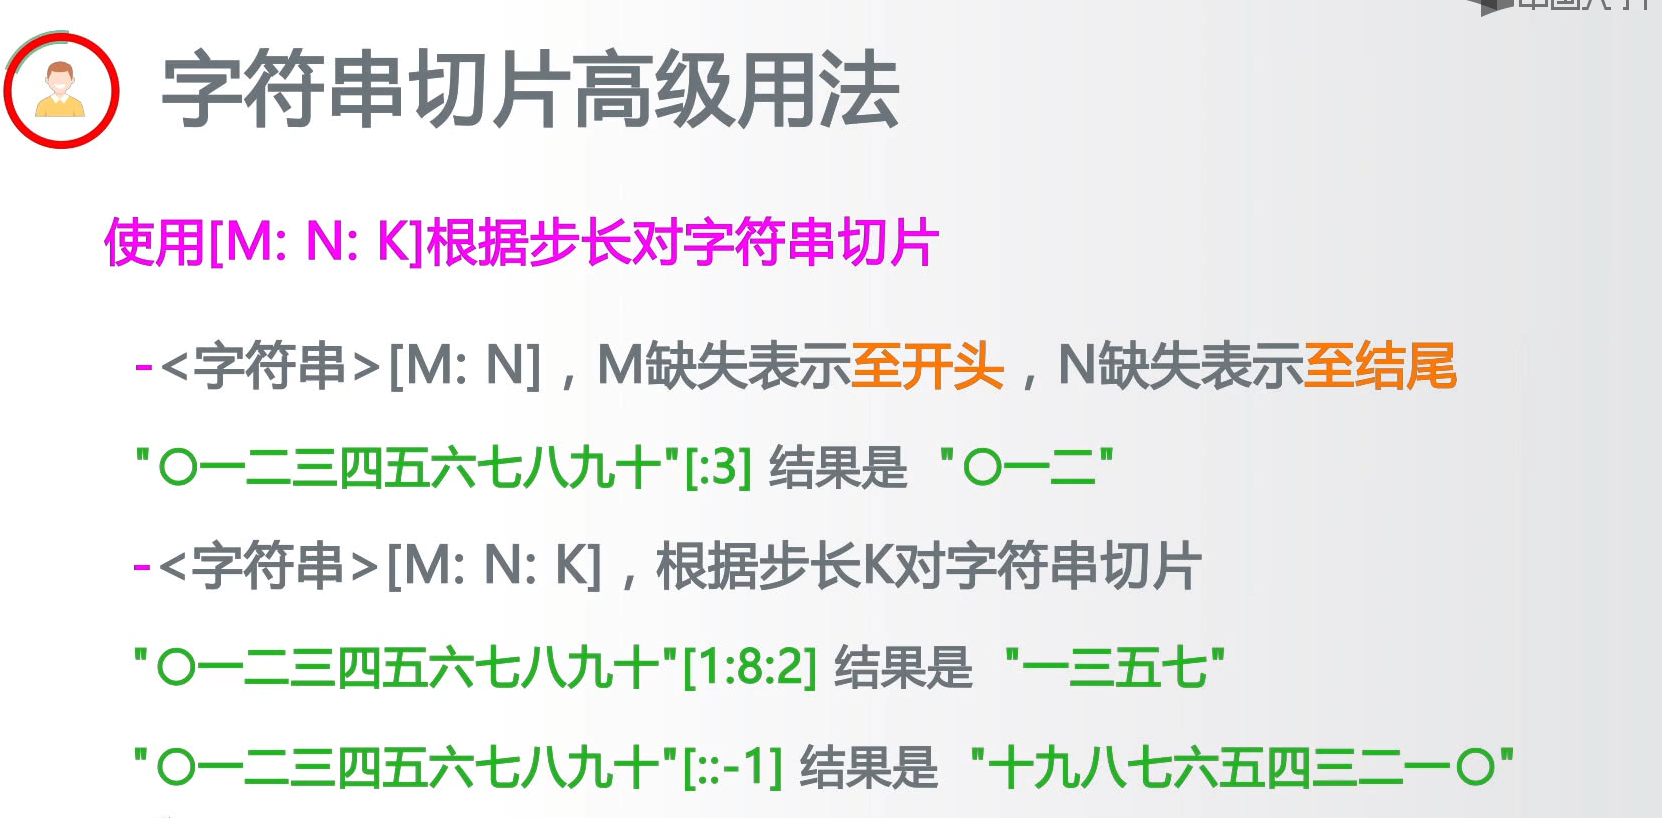 字符串切片高级用法
使用[M: N: K]根据步长对字符串切片
-<字符串>[M: N]，M缺失表示至开头，N缺失表示至结尾
"〇一二三四五六七八九十"[:3] 结果是 "〇一二"
-<字符串>[M: N: K]，根据步长K对字符串切片
"〇一二三四五六七八九十"[1:8:2] 结果是 "一三五七"
"〇一二三四五六七八九十"[::-1] 结果是 "十九八七六五四三二一〇"